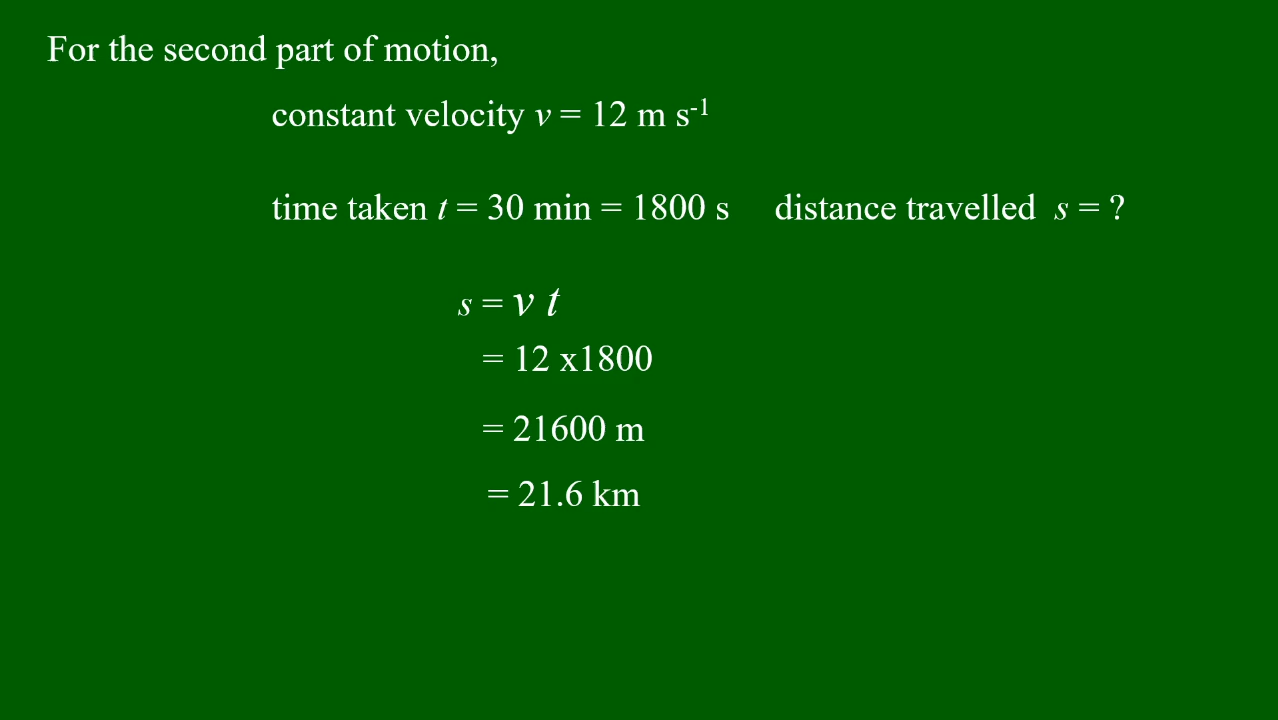 For the second part of motion,
constant velocity v = 12 m s⁻¹
time taken t = 30 min = 1800 s distance travelled s = ?
s = v t
= 12 x1800
= 21600 m
= 21.6 km